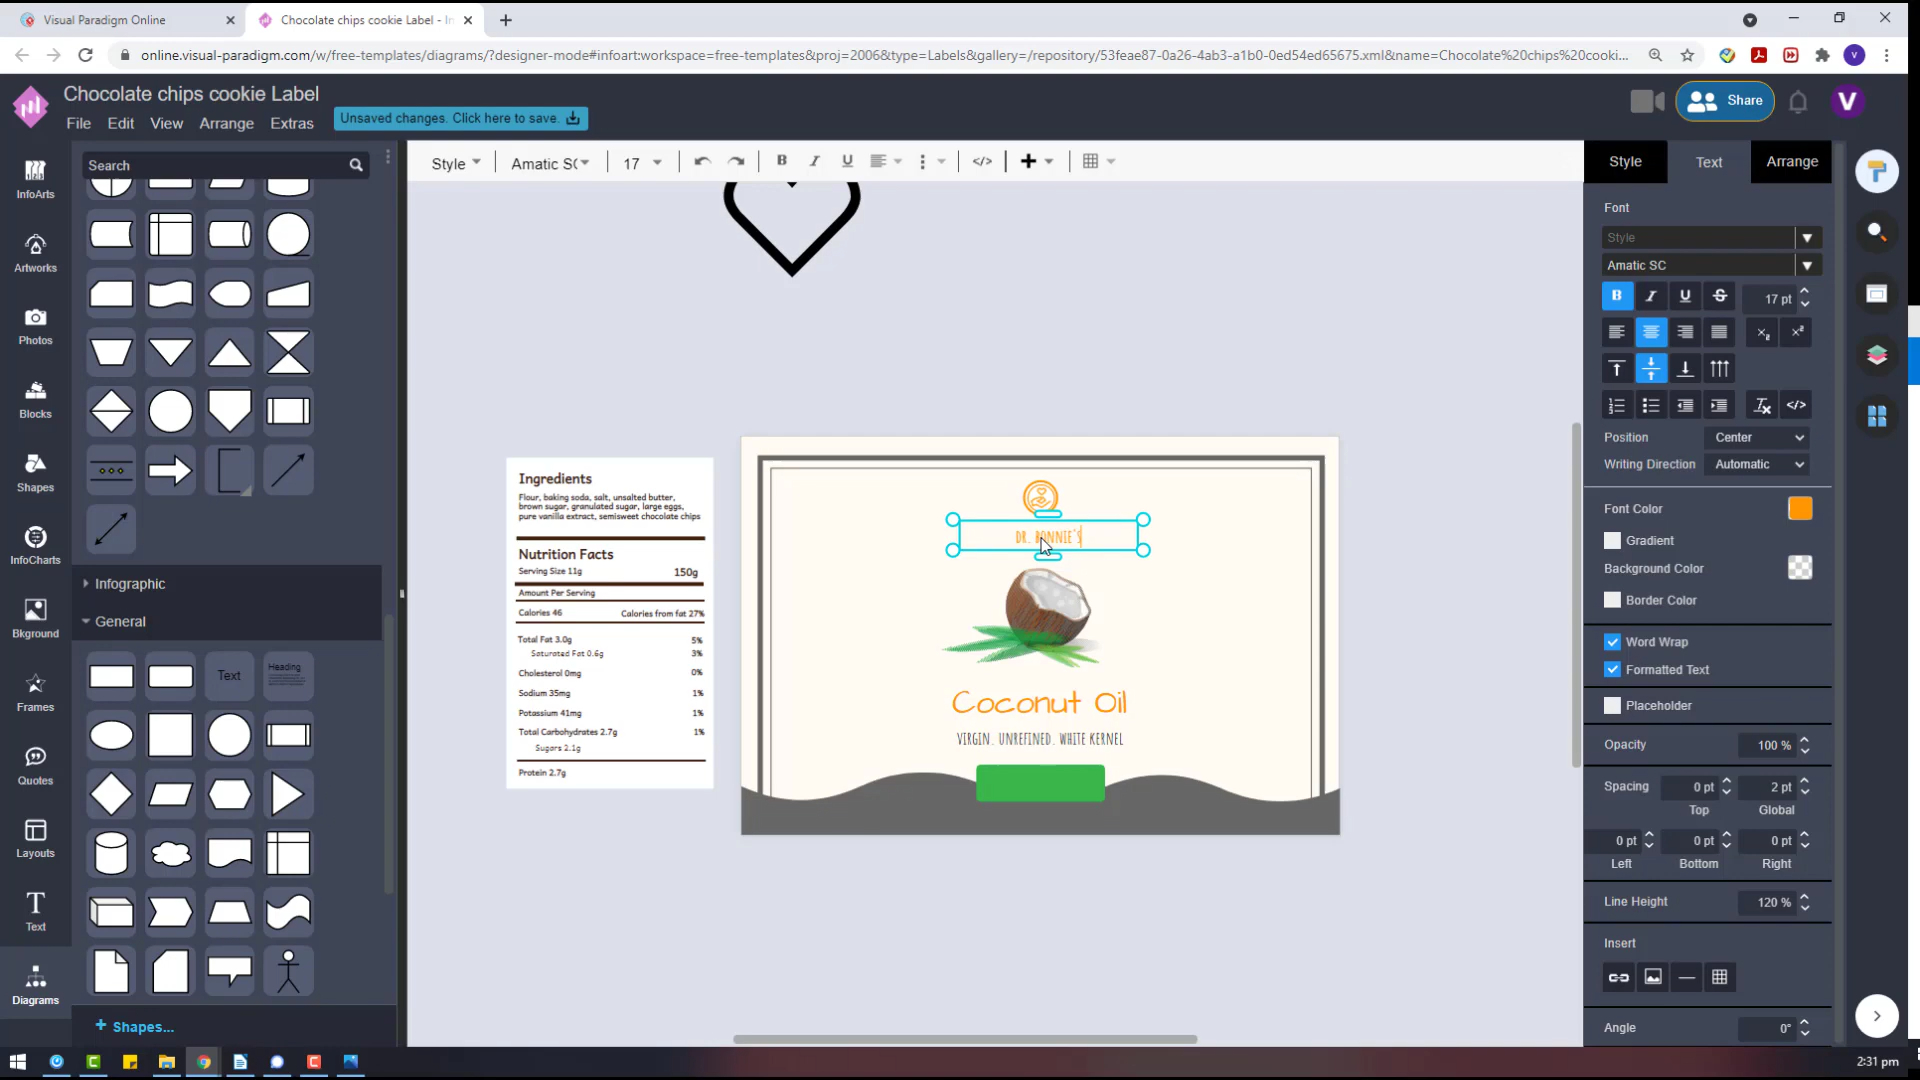 Visual Paradigm Online
Chocolate chips cookie Label - In
online.visual-paradigm.com/w/free-templates/diagrams/?designer-mode#infoart:workspace=free-templates&proj=2006&type=Labels&gallery=/repository/53feae87-0a26-4ab3-a1b0-0ed54ed65675.xml&name=Chocolate%20chips%20cooki...
V
Chocolate chips cookie Label
File Edit View Arrange Extras
Unsaved changes. Click here to save.
Share
V
Search
InfoArts
Artworks
Photos
Blocks
Shapes
InfoCharts
Bkground
Frames
Quotes
Layouts
Text
Diagrams
Infographic
General
Text
Heading
+ Shapes...
Style
Amatic SC
17
B I U
Ingredients
Flour, baking soda, salt, unsalted butter,
brown sugar, granulated sugar, large eggs,
pure vanilla extract, semisweet chocolate chips
Nutrition Facts
Serving Size 11g 150g
Amount Per Serving
Calories 46 Calories from fat 27%
Total Fat 3.0g 5%
Saturated Fat 0.6g 3%
Cholesterol 0mg 0%
Sodium 35mg 1%
Potassium 41mg 1%
Total Carbohydrates 2.7g 1%
Sugars 2.1g
Protein 2.7g
DR. BONNIE'S
Coconut Oil
VIRGIN. UNREFINED. WHITE KERNEL
Style Text Arrange
Font
Style
Amatic SC
B I U S 17 pt
Position Center
Writing Direction Automatic
Font Color
Gradient
Background Color
Border Color
Word Wrap
Formatted Text
Placeholder
Opacity 100 %
Spacing 0 pt 2 pt
Top Global
0 pt 0 pt 0 pt
Left Bottom Right
Line Height 120 %
Insert
Angle 0°
2:31 pm